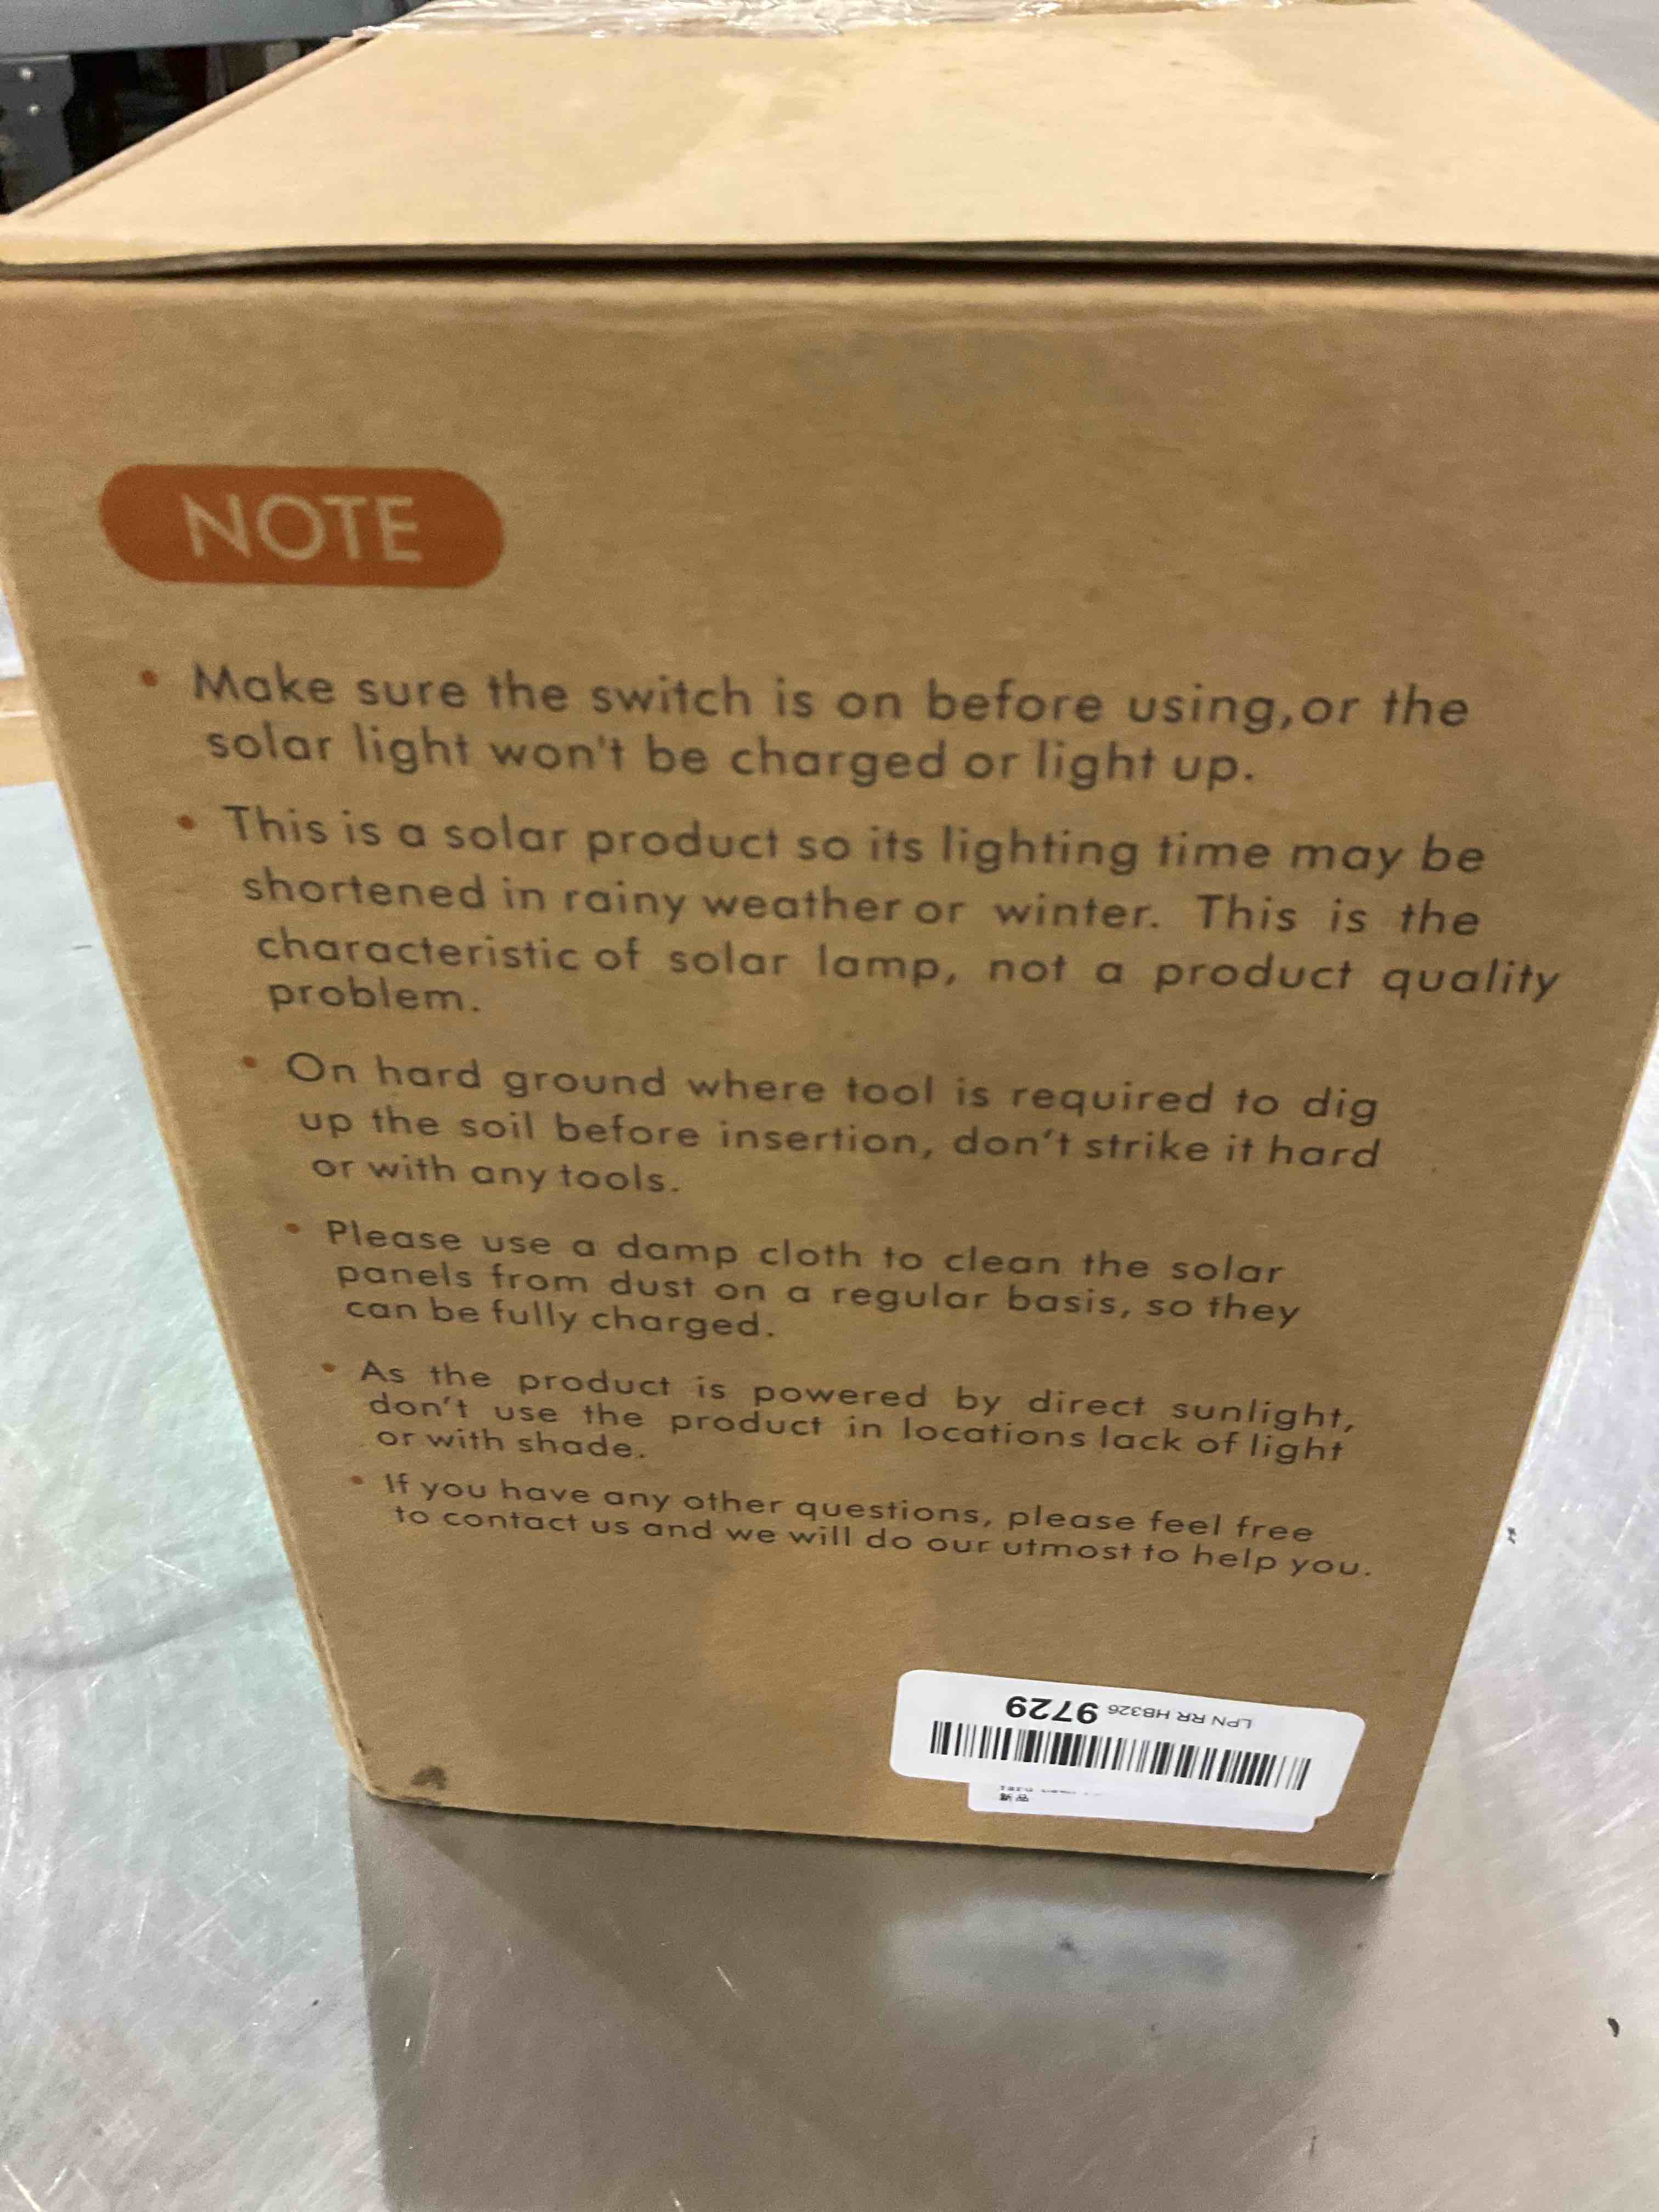 NOTE
• Make sure the switch is on before using,or the
solar light won't be charged or light up.
• This is a solar product so its lighting time may be
shortened in rainy weather or winter. This is the
characteristic of solar lamp, not a product quality
problem.
• On hard ground where tool is required to dig
up the soil before insertion, don't strike it hard
or with any tools.
• Please use a damp cloth to clean the solar
panels from dust on a regular basis, so they
can be fully charged.
• As the product is powered by direct sunlight,
don't use the product in locations lack of light
or with shade.
• If you have any other questions, please feel free
to contact us and we will do our utmost to help you.
LPN RR HB326 9729